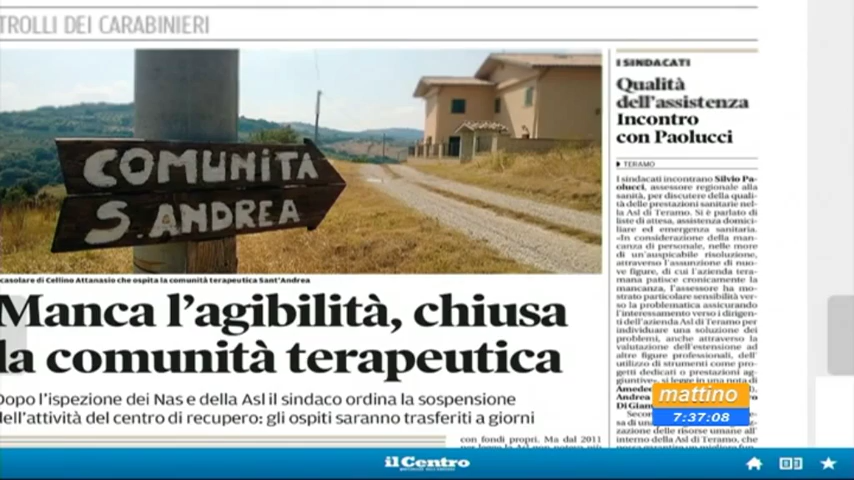 TROLLI DEI CARABINIERI
COMUNITA
S. ANDREA
casolare di Cellino Attanasio che ospita la comunità terapeutica Sant'Andrea
Manca l'agibilità, chiusa
la comunità terapeutica
Dopo l'ispezione dei Nas e della Asl il sindaco ordina la sospensione
dell'attività del centro di recupero: gli ospiti saranno trasferiti a giorni
con fondi propri. Ma dal 2011
I SINDACATI
Qualità
dell'assistenza
Incontro
con Paolucci
TERAMO
I sindacati incontrano Silvio Pa-
olucci, assessore regionale alla
sanità, per discutere della quali-
tà delle prestazioni sanitarie nel-
la Asl di Teramo. Si è parlato di
liste di attesa, assistenza domici-
liare ed emergenza sanitaria.
«In considerazione della man-
canza di personale, nelle more
di un'auspicabile risoluzione,
attraverso l'assunzione di nuo-
ve figure, di cui l'azienda tera-
mana patisce cronicamente la
mancanza, l'assessore ha mo-
strato particolare sensibilità ver-
so la problematica assicurando
l'interessamento verso i dirigen-
ti dell'azienda Asl di Teramo per
individuare una soluzione dei
problemi, anche attraverso la
valutazione dell'estensione ad
altre figure professionali, dell'
utilizzo di strumenti come pro-
getti dedicati o prestazioni ag-
giuntive», si legge in una nota di
Amede
Andrea
Di Giam
Secon
sa di una
zazione delle risorse umane all'
interno della Asl di Teramo, che
mattino
7:37:08
il Centro